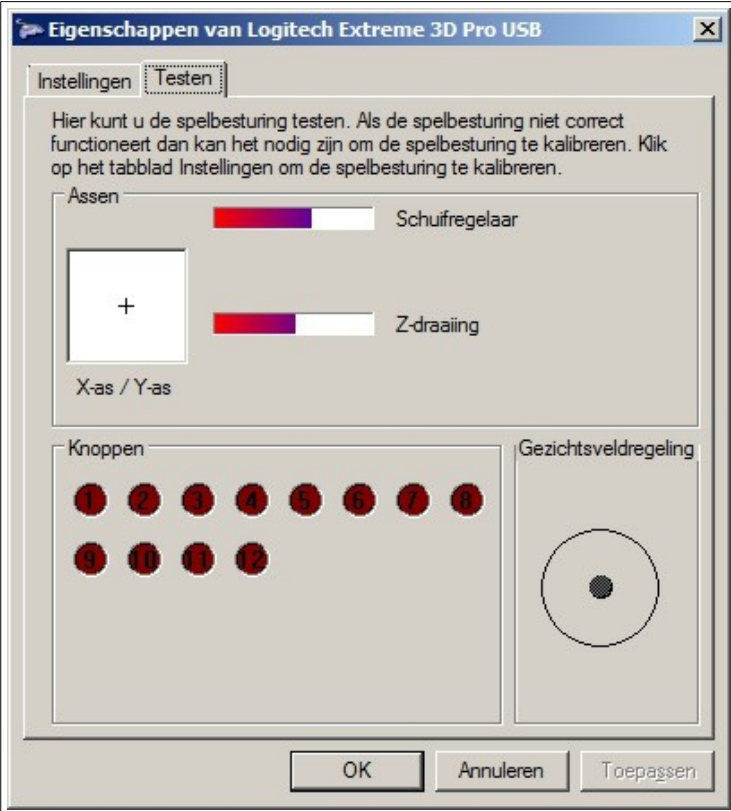 Eigenschappen van Logitech Extreme 3D Pro USB
Instellingen
Testen
Hier kunt u de spelbesturing testen. Als de spelbesturing niet correct
functioneert dan kan het nodig zijn om de spelbesturing te kalibreren. Klik
op het tabblad Instellingen om de spelbesturing te kalibreren.
Assen
Schuifregelaar
Z-draaiing
X-as / Y-as
Knoppen
1 2 3 4 5 6 7 8
9 10 11 12
Gezichtsveldregeling
OK
Annuleren
Toepassen